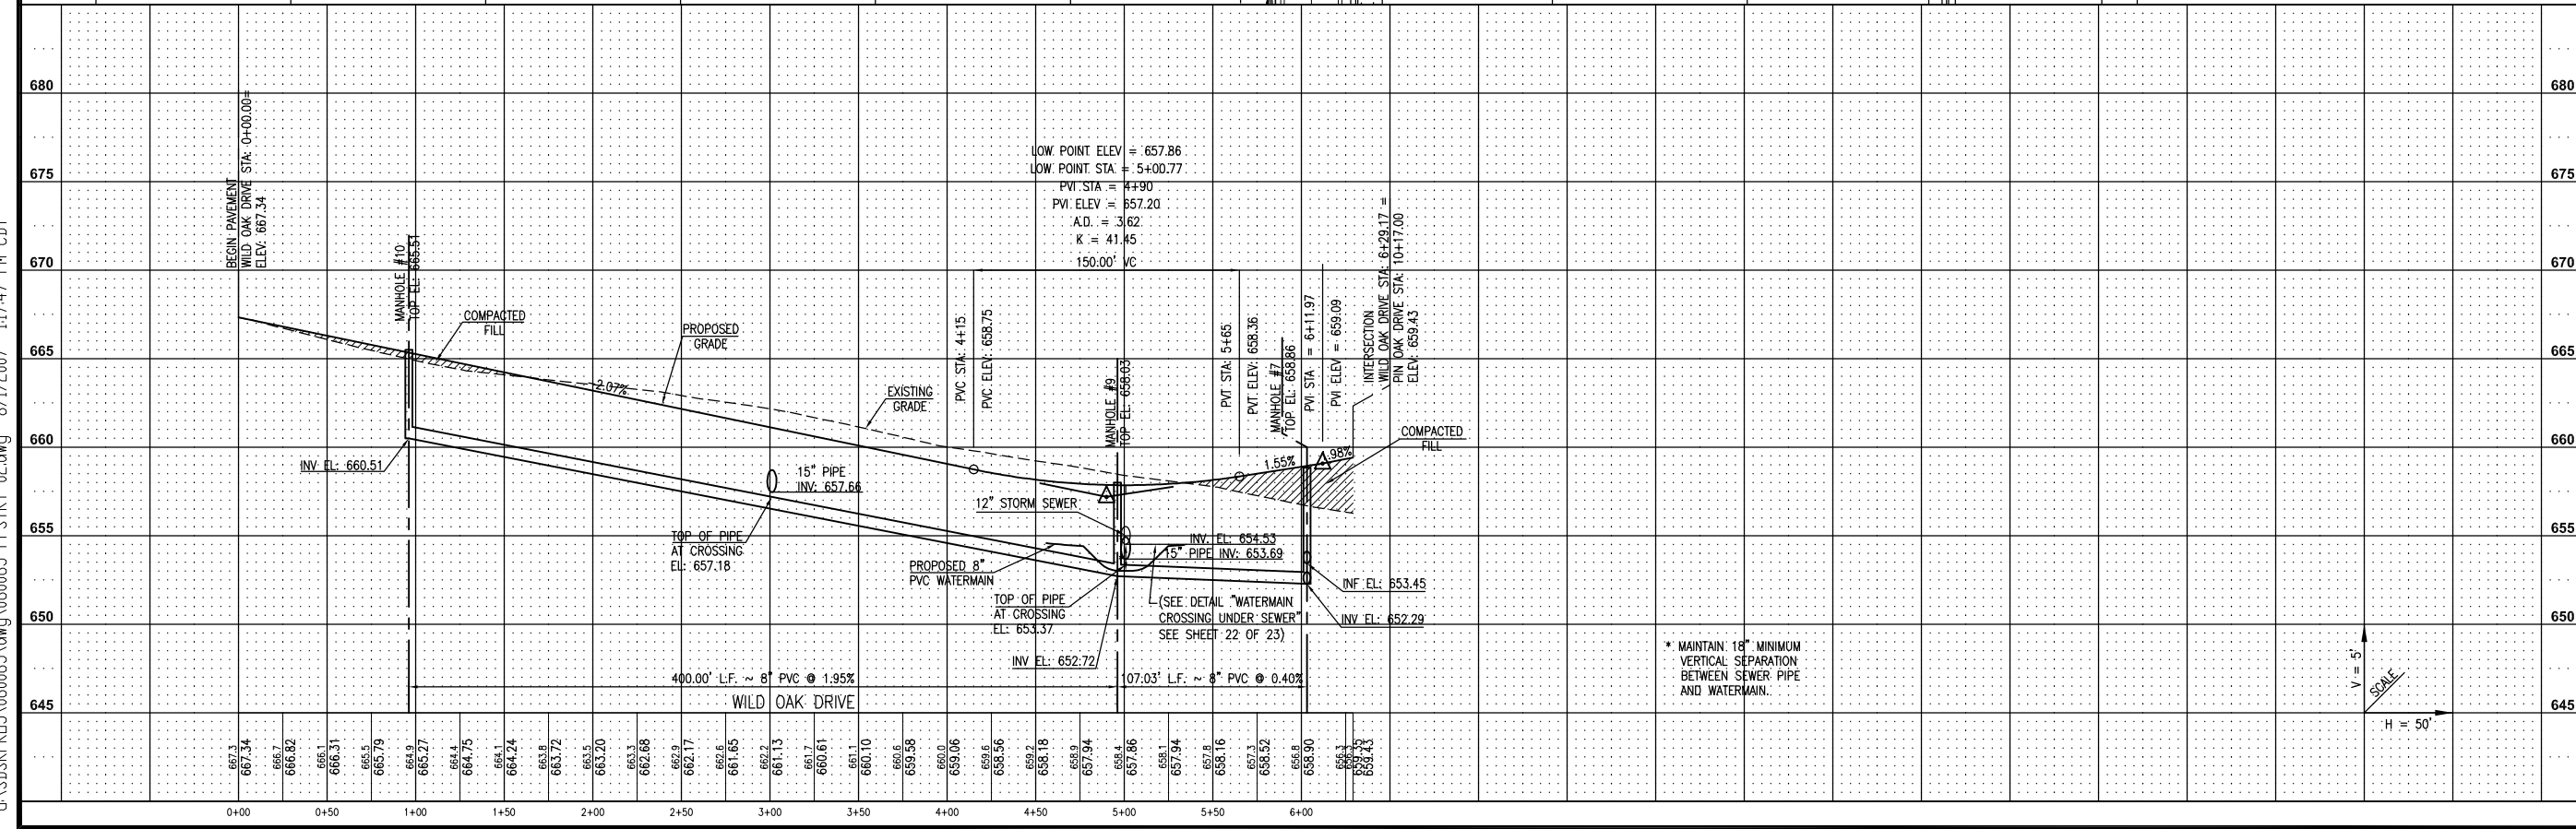 680
680
675
675
670
670
665
665
660
660
655
655
650
650
645
645
BEGIN PAVEMENT
WILD OAK DRIVE STA: 0+00.00=
ELEV: 667.34
MANHOLE #10
TOP EL: 665.51
COMPACTED
FILL
PROPOSED
GRADE
-2.07%
EXISTING
GRADE
LOW POINT ELEV = 657.86
LOW POINT STA = 5+00.77
PVI STA = 4+90
PVI ELEV = 657.20
A.D. = 3.62
K = 41.45
150.00' VC
PVC STA: 4+15
PVC ELEV: 658.75
MANHOLE #9
TOP EL: 658.03
PVT STA: 5+65
PVT ELEV: 658.36
MANHOLE #7
TOP EL: 658.86
PVI STA = 6+11.97
PVI ELEV = 659.09
INTERSECTION
WILD OAK DRIVE STA: 6+29.17 =
PIN OAK DRIVE STA: 10+17.00
ELEV: 659.43
COMPACTED
FILL
1.55%
.98%
INV EL: 660.51
15" PIPE
INV: 657.66
TOP OF PIPE
AT CROSSING
EL: 657.18
12" STORM SEWER
INV. EL: 654.53
15" PIPE INV: 653.69
PROPOSED 8"
PVC WATERMAIN
TOP OF PIPE
AT CROSSING
EL: 653.37
(SEE DETAIL "WATERMAIN
CROSSING UNDER SEWER"
SEE SHEET 22 OF 23)
INF EL: 653.45
INV EL: 652.29
INV EL: 652.72
400.00' L.F. ~ 8" PVC @ 1.95%
107.03' L.F. ~ 8" PVC @ 0.40%
WILD OAK DRIVE
* MAINTAIN 18" MINIMUM
VERTICAL SEPARATION
BETWEEN SEWER PIPE
AND WATERMAIN.
V = 5'
SCALE
H = 50'
667.3
667.34
666.7
666.82
666.1
666.31
665.5
665.79
664.9
665.27
664.4
664.75
664.1
664.24
663.8
663.72
663.5
663.20
663.3
662.68
662.9
662.17
662.6
661.65
662.2
661.13
661.7
660.61
661.1
660.10
660.6
659.58
660.0
659.06
659.6
658.56
659.2
658.18
658.9
657.94
658.4
657.86
658.1
657.94
657.8
658.16
657.3
658.52
656.8
658.90
656.3
656.3
659.35
659.43
0+00
0+50
1+00
1+50
2+00
2+50
3+00
3+50
4+00
4+50
5+00
5+50
6+00